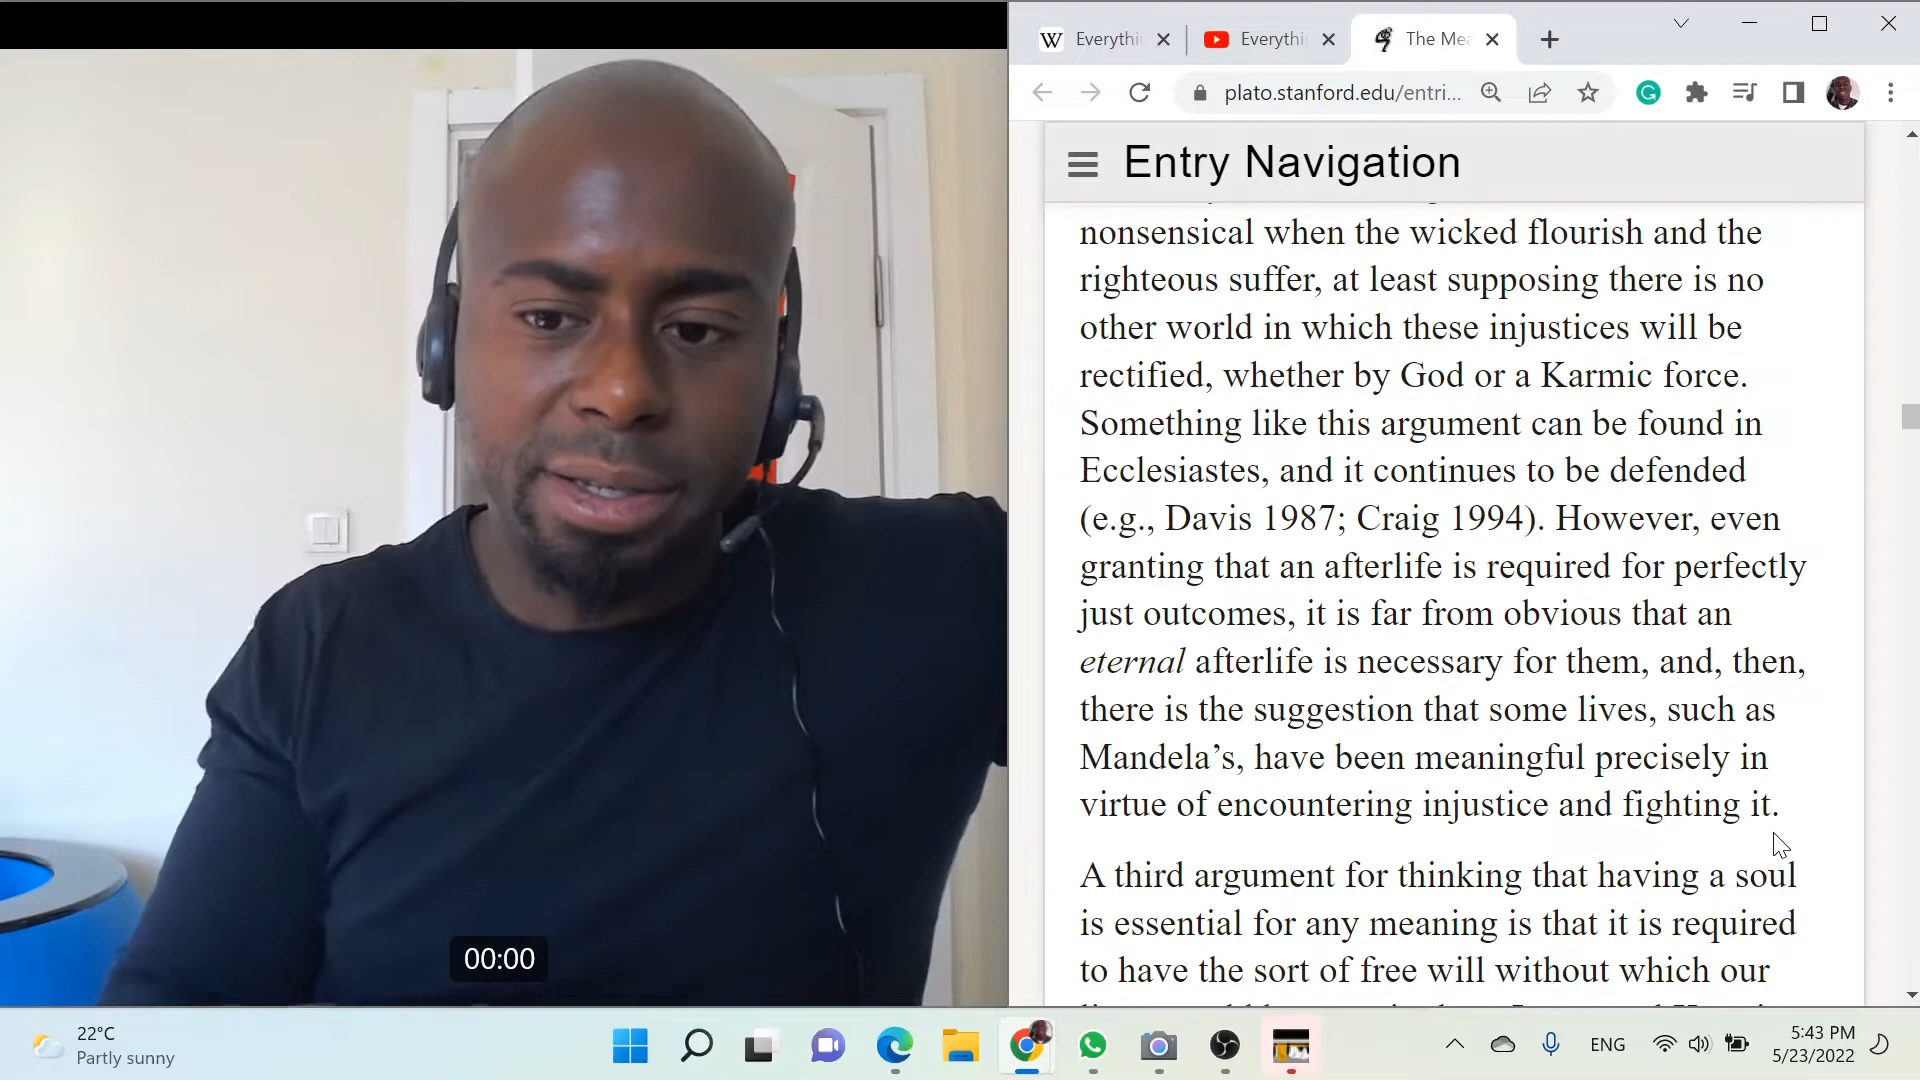 Everythi
Everythi
The Mea
plato.stanford.edu/entri...
Entry Navigation
nonsensical when the wicked flourish and the
righteous suffer, at least supposing there is no
other world in which these injustices will be
rectified, whether by God or a Karmic force.
Something like this argument can be found in
Ecclesiastes, and it continues to be defended
(e.g., Davis 1987; Craig 1994). However, even
granting that an afterlife is required for perfectly
just outcomes, it is far from obvious that an
eternal afterlife is necessary for them, and, then,
there is the suggestion that some lives, such as
Mandela’s, have been meaningful precisely in
virtue of encountering injustice and fighting it.
A third argument for thinking that having a soul
is essential for any meaning is that it is required
to have the sort of free will without which our
00:00
22°C
Partly sunny
ENG
5:43 PM
5/23/2022